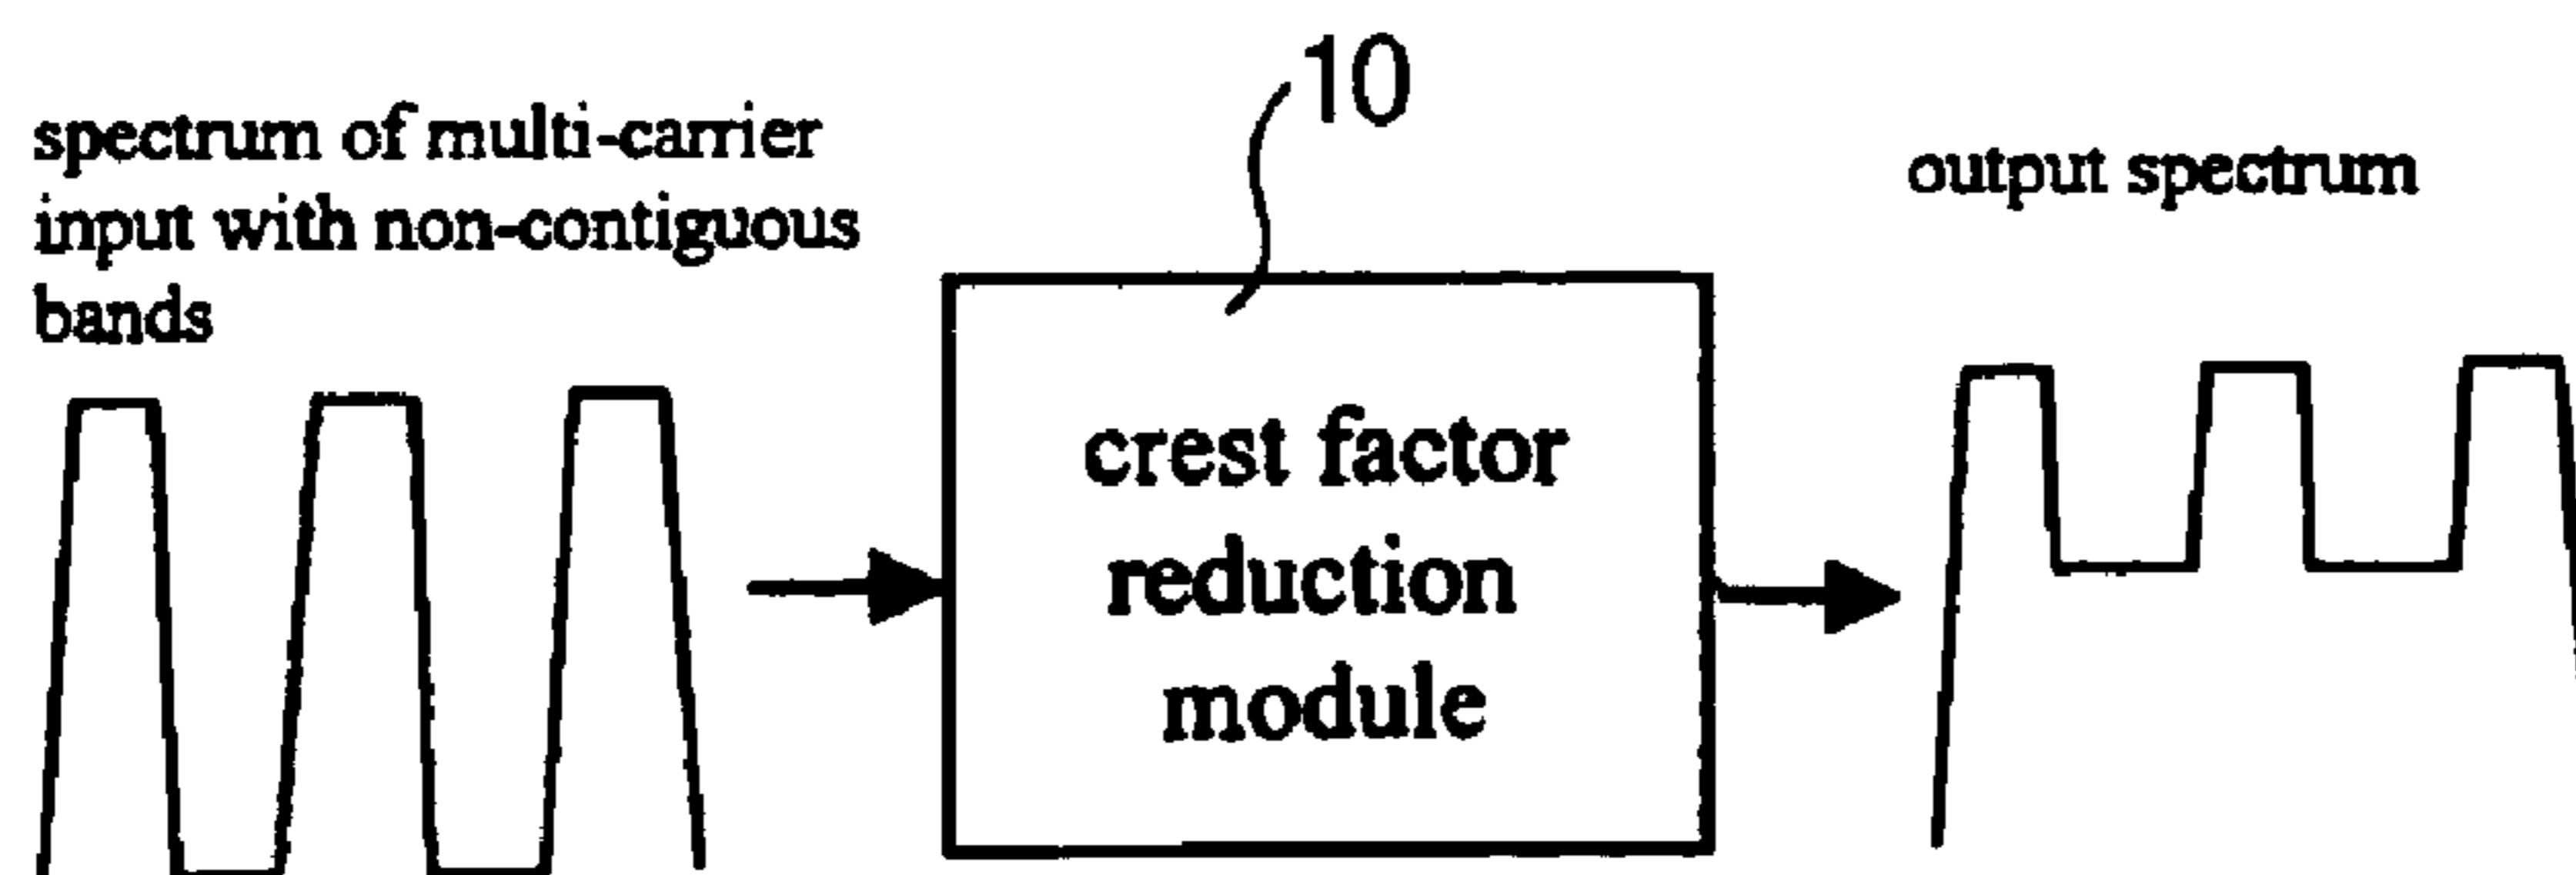 spectrum of multi-carrier
input with non-contiguous
bands
10
output spectrum
crest factor
reduction
module